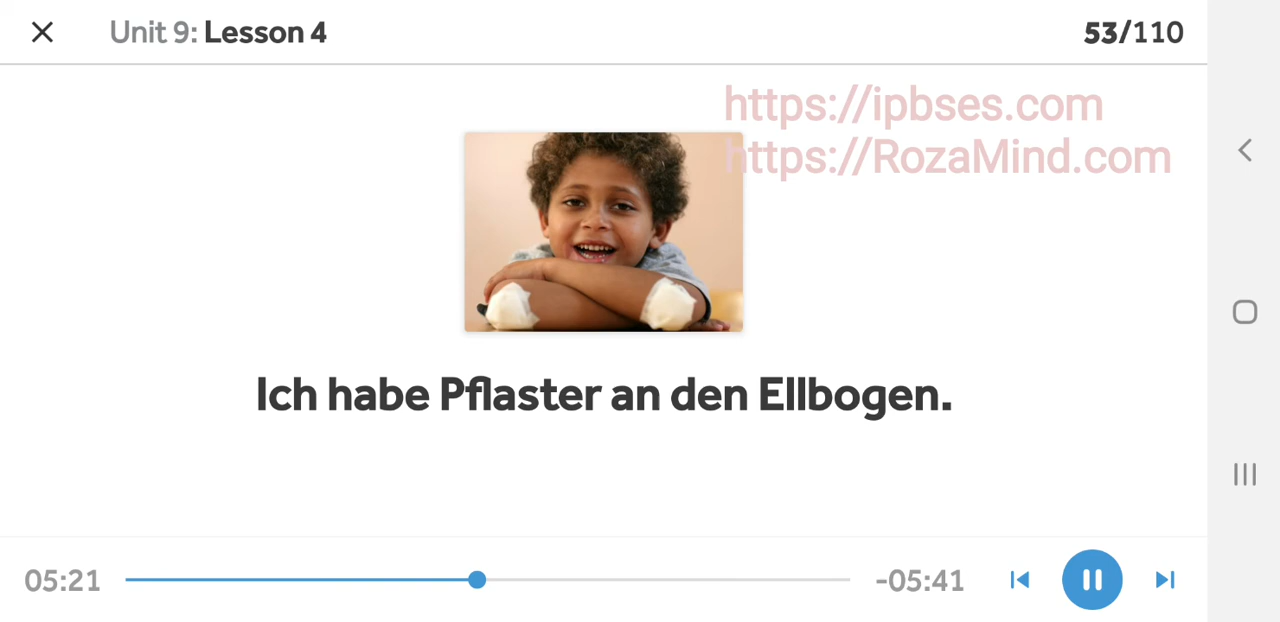 Unit 9: Lesson 4
53/110
https://ipbses.com
https://RozaMind.com
Ich habe Pflaster an den Ellbogen.
05:21
-05:41